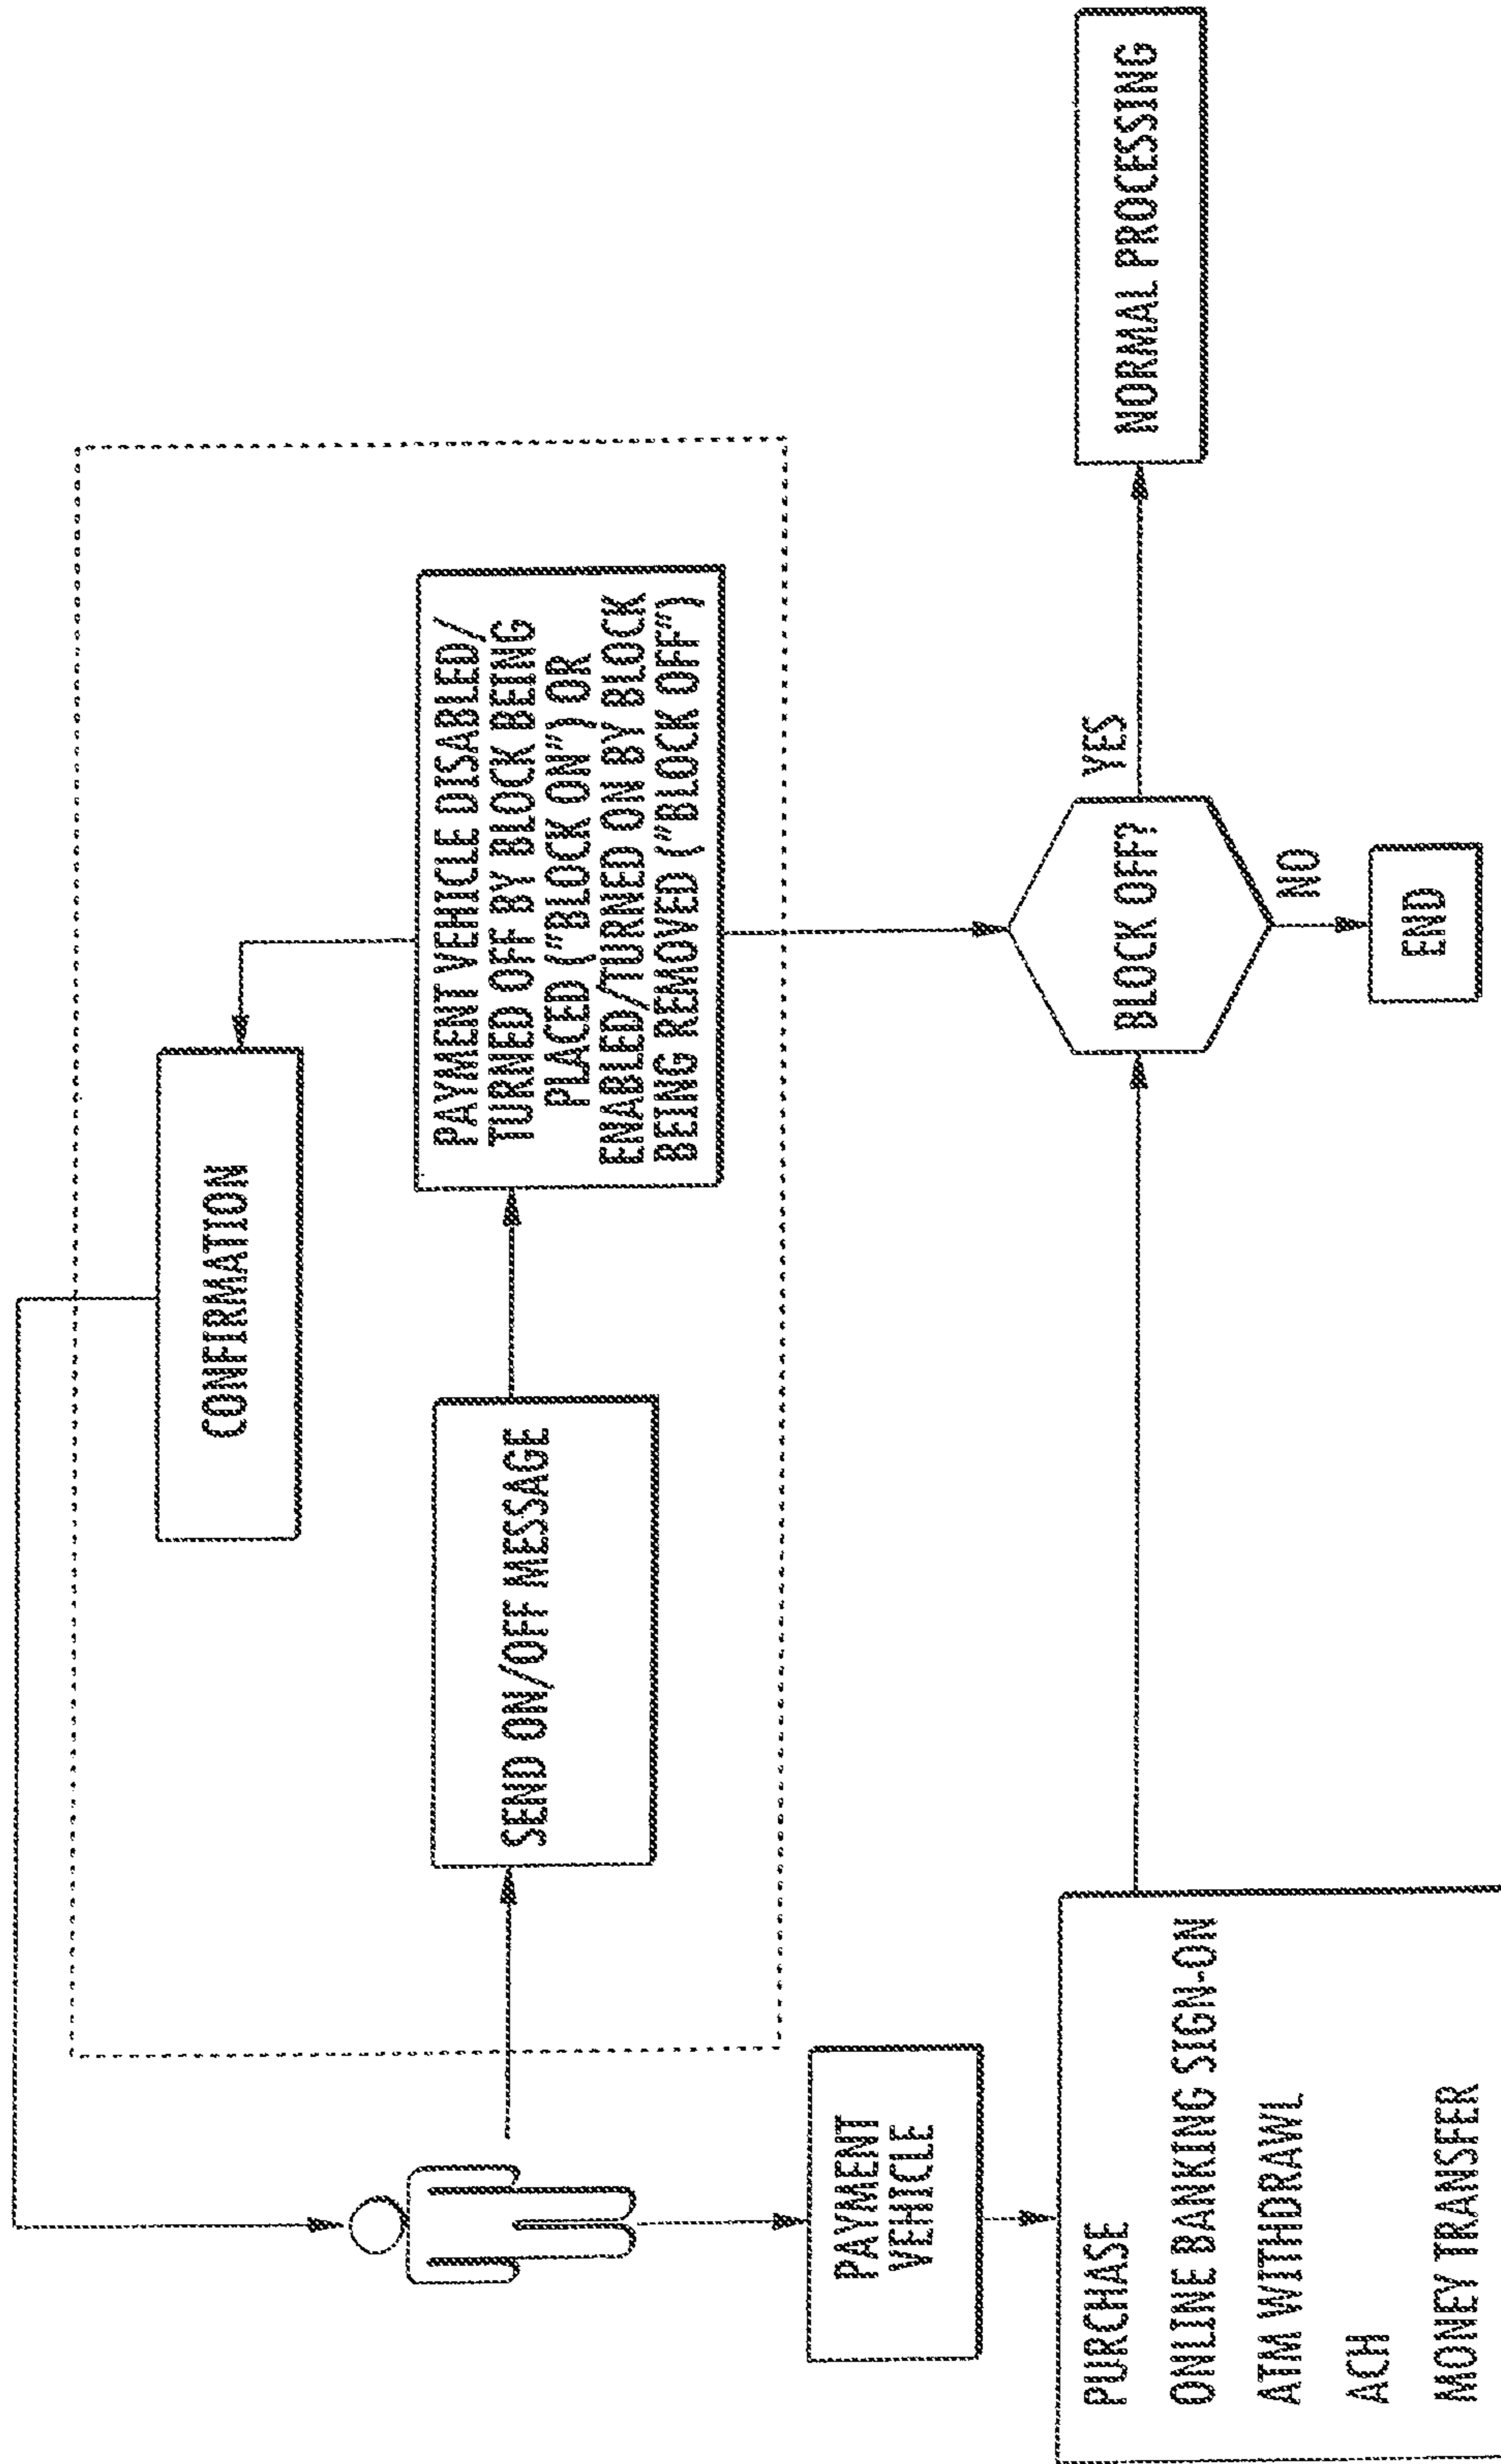 CONFIRMATION
SEND ON/OFF MESSAGE
PAYMENT VEHICLE DISABLED/
TURNED OFF BY BLOCK BEING
PLACED ("BLOCK ON") OR
ENABLED/TURNED ON BY BLOCK
BEING REMOVED ("BLOCK OFF")
PAYMENT
VEHICLE
PURCHASE
ONLINE BANKING SIGN-ON
ATM WITHDRAWL
ACH
MONEY TRANSFER
BLOCK OFF?
YES
NORMAL PROCESSING
NO
END